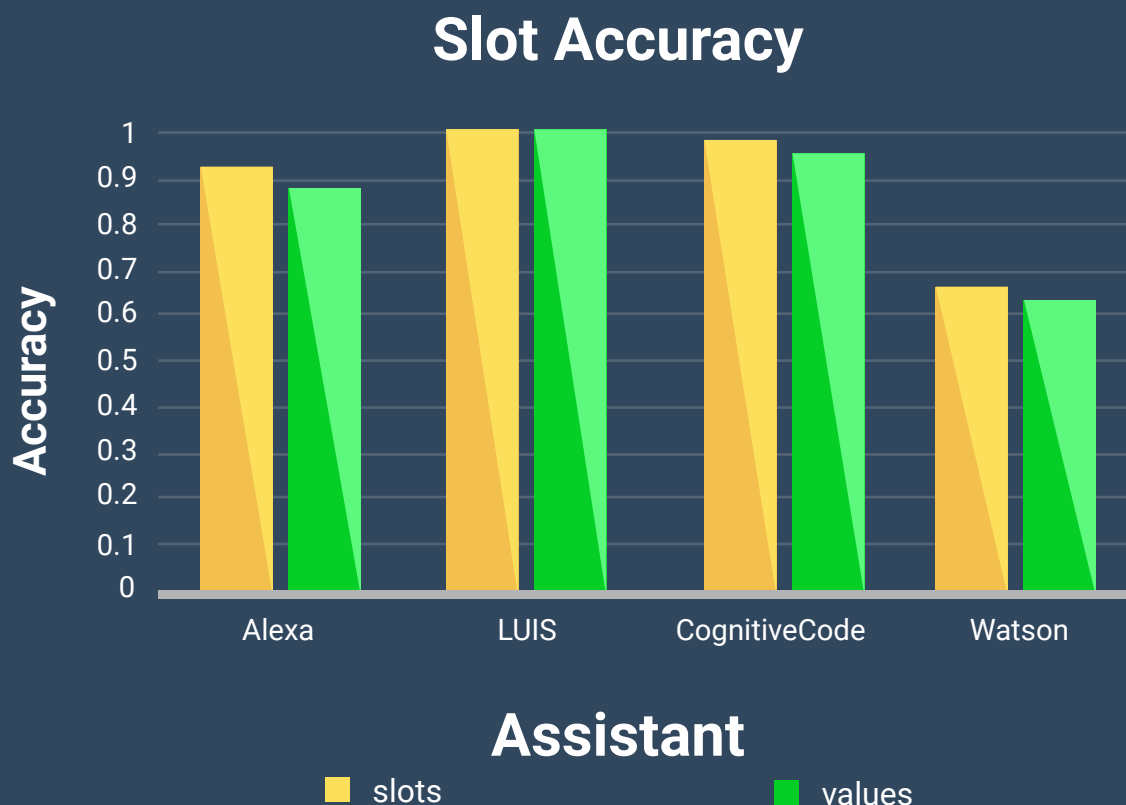 Slot Accuracy
1
0.9
0.8
0.7
0.6
0.5
0.4
0.3
0.2
0.1
0
Accuracy
Alexa LUIS CognitiveCode Watson
Assistant
slots values